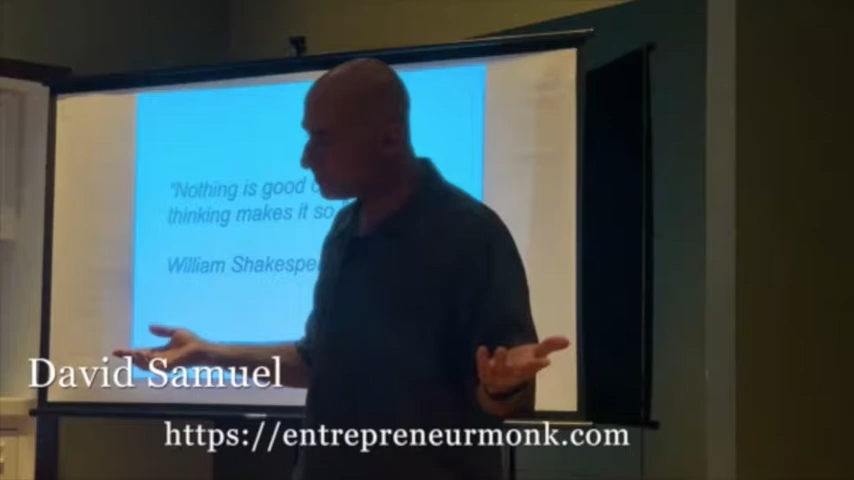 "Nothing is good
thinking makes it so
William Shakespe
David Samuel
https://entrepreneurmonk.com